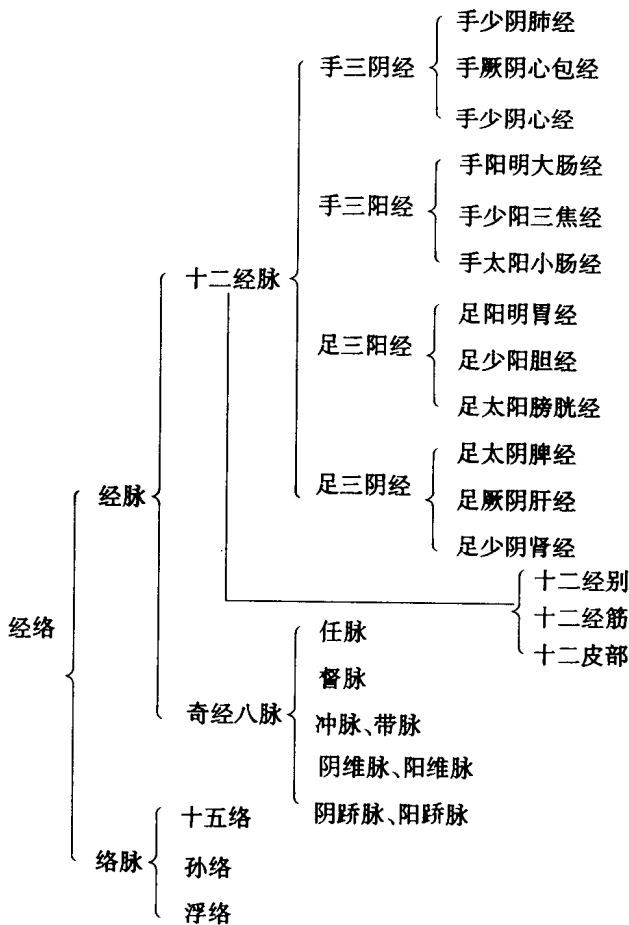 手少阴肺经
手三阴经
手厥阴心包经
手少阴心经
手阳明大肠经
手三阳经
手少阳三焦经
手太阳小肠经
十二经脉
足阳明胃经
足三阳经
足少阳胆经
足太阳膀胱经
足太阴脾经
足三阴经
足厥阴肝经
足少阴肾经
经脉
十二经别
十二经筋
十二皮部
经络
任脉
督脉
奇经八脉
冲脉、带脉
阴维脉、阳维脉
阴跻脉、阳跻脉
十五络
络脉
孙络
浮络